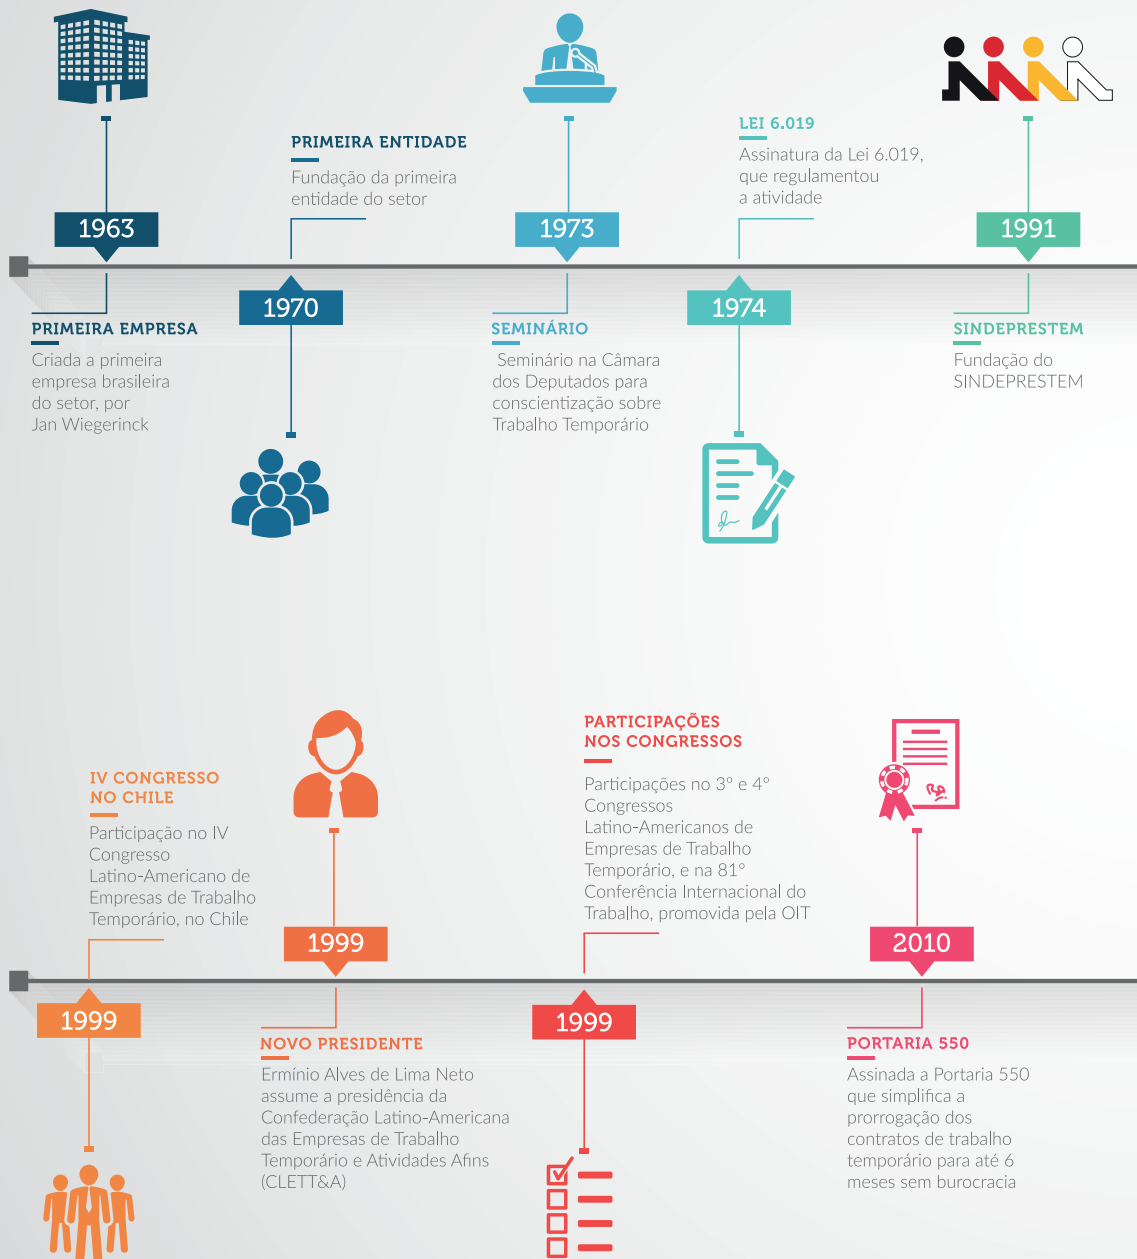 1963
PRIMEIRA EMPRESA
Criada a primeira
empresa brasileira
do setor, por
Jan Wiegerinck
PRIMEIRA ENTIDADE
Fundação da primeira
entidade do setor
1970
1973
SEMINÁRIO
Seminário na Câmara
dos Deputados para
conscientização sobre
Trabalho Temporário
LEI 6.019
Assinatura da Lei 6.019,
que regulamentou
a atividade
1974
1991
SINDEPRESTEM
Fundação do
SINDEPRESTEM
IV CONGRESSO
NO CHILE
Participação no IV
Congresso
Latino-Americano de
Empresas de Trabalho
Temporário, no Chile
1999
1999
NOVO PRESIDENTE
Ermínio Alves de Lima Neto
assume a presidência da
Confederação Latino-Americana
das Empresas de Trabalho
Temporário e Atividades Afins
(CLETT&A)
PARTICIPAÇÕES
NOS CONGRESSOS
Participações no 3º e 4º
Congressos
Latino-Americanos de
Empresas de Trabalho
Temporário, e na 81º
Conferência Internacional do
Trabalho, promovida pela OIT
1999
2010
PORTARIA 550
Assinada a Portaria 550
que simplifica a
prorrogação dos
contratos de trabalho
temporário para até 6
meses sem burocracia